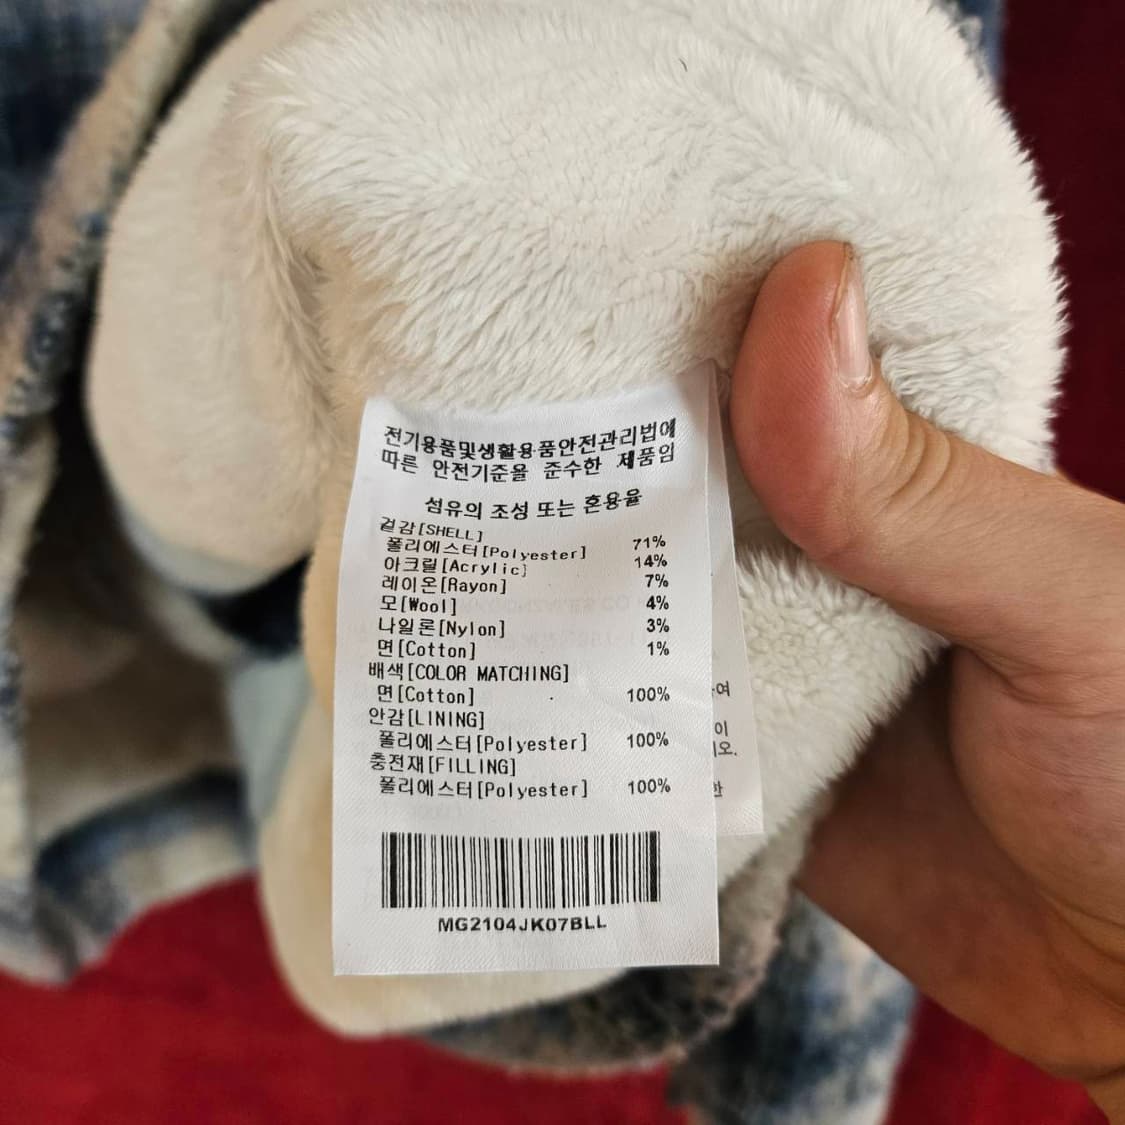 전기용품및생활용품안전관리법에
따른 안전기준을 준수한 제품임
섬유의 조성 또는 혼용율
겉감[SHELL]
폴리에스터[Polyester] 71%
아크릴[Acrylic] 14%
레이온[Rayon] 7%
모[Wool] 4%
나일론[Nylon] 3%
면[Cotton] 1%
배색[COLOR MATCHING]
면[Cotton] 100%
안감[LINING]
폴리에스터[Polyester] 100%
충전재[FILLING]
폴리에스터[Polyester] 100%
MG2104JK07BLL